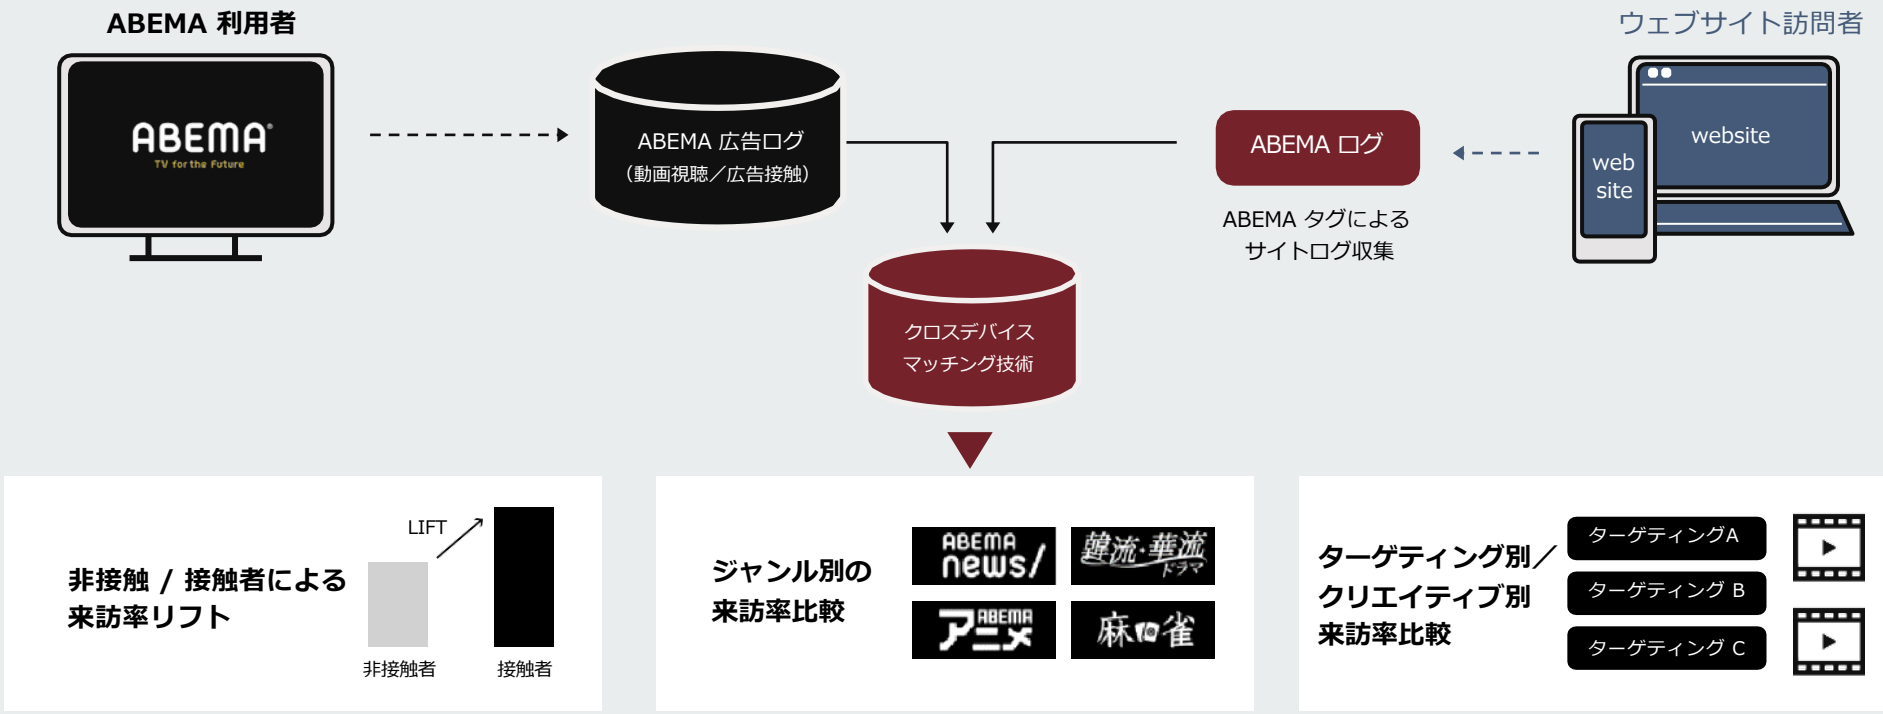 ABEMA 利用者
ウェブサイト訪問者
ABEMA
TV for the Future
ABEMA 広告ログ
（動画視聴／広告接触）
ABEMA ログ
ABEMA タグによる
サイトログ収集
website
web
site
クロスデバイス
マッチング技術
非接触 / 接触者による
来訪率リフト
LIFT
非接触者
接触者
ジャンル別の
来訪率比較
ABEMA
news/
韓流・華流
ドラマ
ABEMA
アニメ
麻雀
ターゲティング別／
クリエイティブ別
来訪率比較
ターゲティングA
ターゲティング B
ターゲティング C